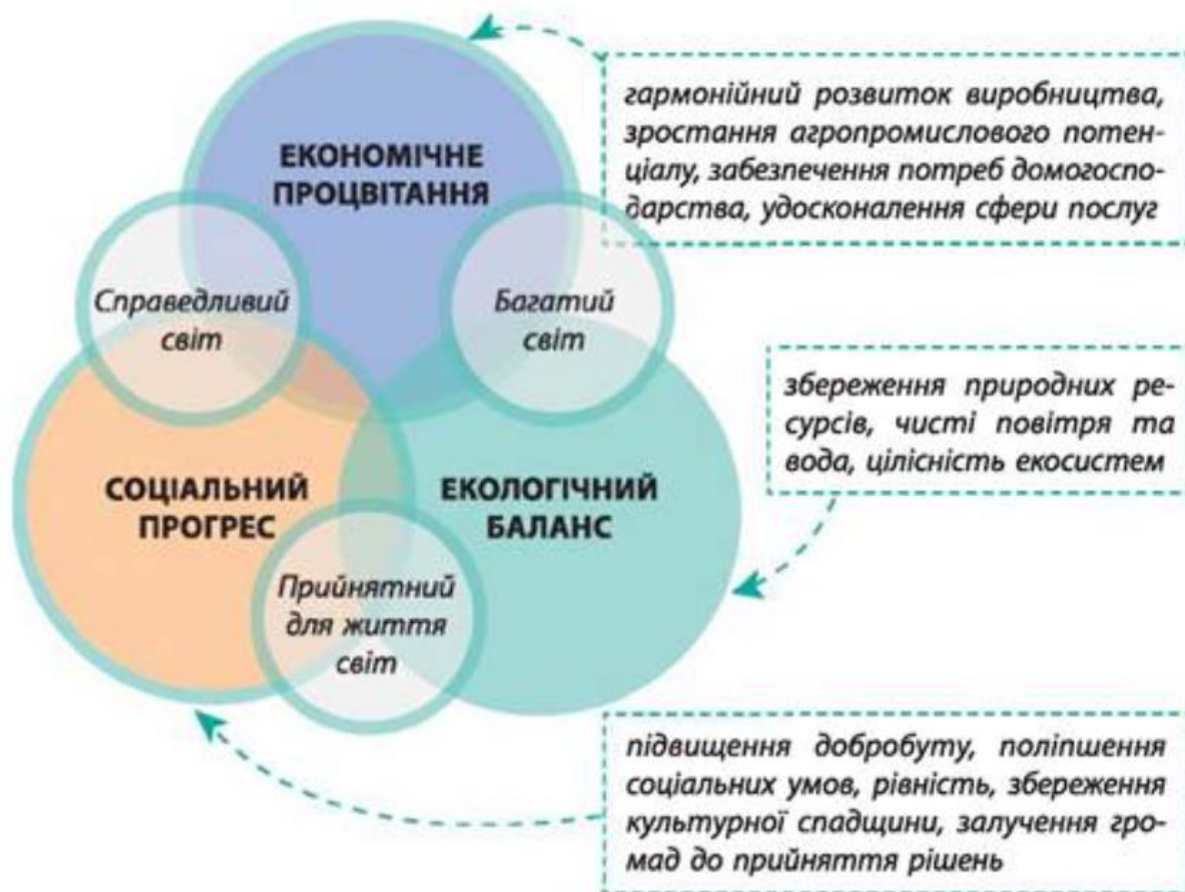 гармонійний розвиток виробництва,
зростання агропромислового потен-
ціалу, забезпечення потреб домогоспо-
дарства, удосконалення сфери послуг
ЕКОНОМІЧНЕ
ПРОЦВІТАННЯ
Справедливий
світ
Багатий
світ
збереження природних ре-
сурсів, чисті повітря та
вода, цілісність екосистем
СОЦІАЛЬНИЙ
ПРОГРЕС
ЕКОЛОГІЧНИЙ
БАЛАНС
Прийнятний
для життя
світ
підвищення добробуту, поліпшення
соціальних умов, рівність, збереження
культурної спадщини, залучення гро-
мад до прийняття рішень